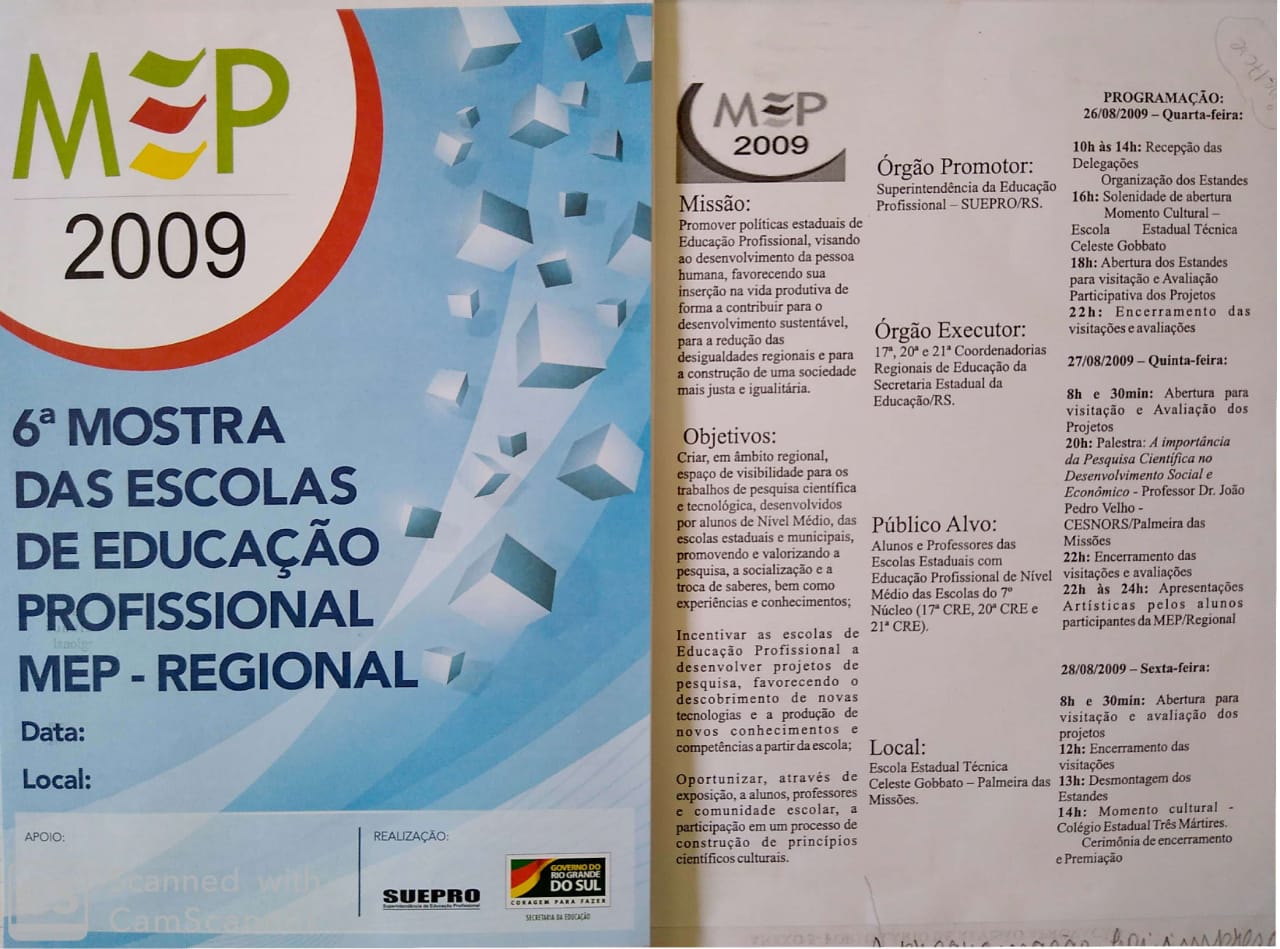 MEP
2009
6ª MOSTRA
DAS ESCOLAS
DE EDUCAÇÃO
PROFISSIONAL
MEP - REGIONAL
Data:
Local:
APOIO:
REALIZAÇÃO:
SUEPRO
Superintendência da Educação Profissional
GOVERNO DO
RIO GRANDE
DO SUL
CORAGEM PARA FAZER
SECRETARIA DA EDUCAÇÃO
Scanned with
CamScanner
MEP
2009
Missão:
Promover políticas estaduais de
Educação Profissional, visando
ao desenvolvimento da pessoa
humana, favorecendo sua
inserção na vida produtiva de
forma a contribuir para o
desenvolvimento sustentável,
para a redução das
desigualdades regionais e para
a construção de uma sociedade
mais justa e igualitária.
Objetivos:
Criar, em âmbito regional,
espaço de visibilidade para os
trabalhos de pesquisa científica
e tecnológica, desenvolvidos
por alunos de Nível Médio, das
escolas estaduais e municipais,
promovendo e valorizando a
pesquisa, a socialização e a
troca de saberes, bem como
experiências e conhecimentos;
Incentivar as escolas de
Educação Profissional a
desenvolver projetos de
pesquisa, favorecendo o
descobrimento de novas
tecnologias e a produção de
novos conhecimentos e
competências a partir da escola;
Oportunizar, através de
exposição, a alunos, professores
e comunidade escolar, a
participação em um processo de
construção de princípios
científicos culturais.
Órgão Promotor:
Superintendência da Educação
Profissional – SUEPRO/RS.
Órgão Executor:
17ª, 20ª e 21ª Coordenadorias
Regionais de Educação da
Secretaria Estadual da
Educação/RS.
Público Alvo:
Alunos e Professores das
Escolas Estaduais com
Educação Profissional de Nível
Médio das Escolas do 7º
Núcleo (17ª CRE, 20ª CRE e
21ª CRE).
Local:
Escola Estadual Técnica
Celeste Gobbato – Palmeira das
Missões.
PROGRAMAÇÃO:
26/08/2009 – Quarta-feira:
10h às 14h: Recepção das
Delegações
Organização dos Estandes
16h: Solenidade de abertura
Momento Cultural –
Escola Estadual Técnica
Celeste Gobbato
18h: Abertura dos Estandes
para visitação e Avaliação
Participativa dos Projetos
22h: Encerramento das
visitações e avaliações
27/08/2009 – Quinta-feira:
8h e 30min: Abertura para
visitação e Avaliação dos
Projetos
20h: Palestra: A importância
da Pesquisa Científica no
Desenvolvimento Social e
Econômico - Professor Dr. João
Pedro Velho -
CESNORS/Palmeira das
Missões
22h: Encerramento das
visitações e avaliações
22h às 24h: Apresentações
Artísticas pelos alunos
participantes da MEP/Regional
28/08/2009 – Sexta-feira:
8h e 30min: Abertura para
visitação e avaliação dos
projetos
12h: Encerramento das
visitações
13h: Desmontagem dos
Estandes
14h: Momento cultural -
Colégio Estadual Três Mártires.
Cerimônia de encerramento
e Premiação